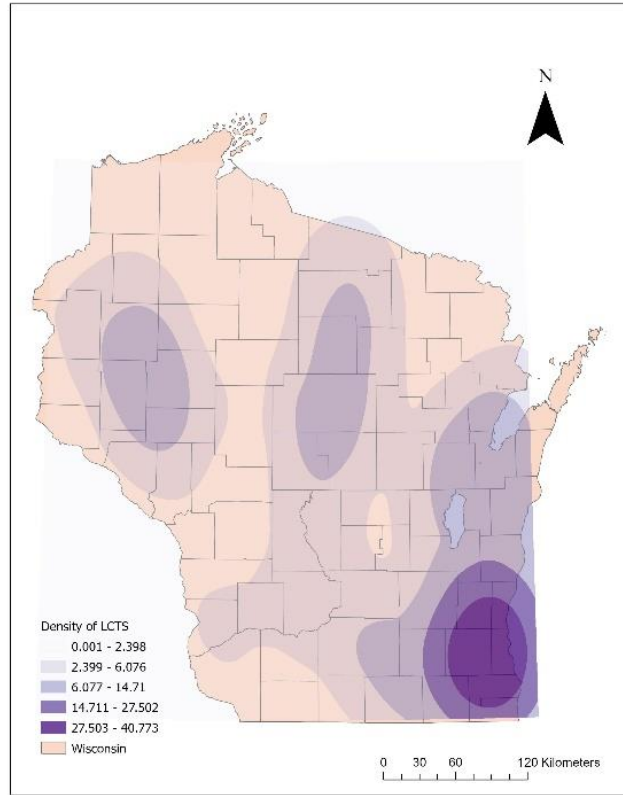 N
Density of LCTS
0.001 - 2.398
2.399 - 6.076
6.077 - 14.71
14.711 - 27.502
27.503 - 40.773
Wisconsin
0 30 60 120 Kilometers